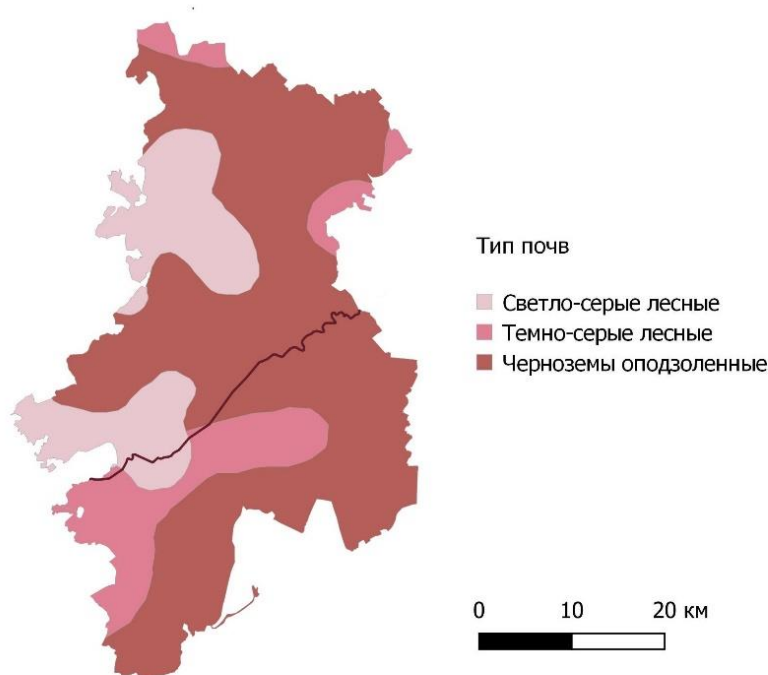 Тип почв
Светло-серые лесные
Темно-серые лесные
Черноземы оподзоленные
0 10 20 км